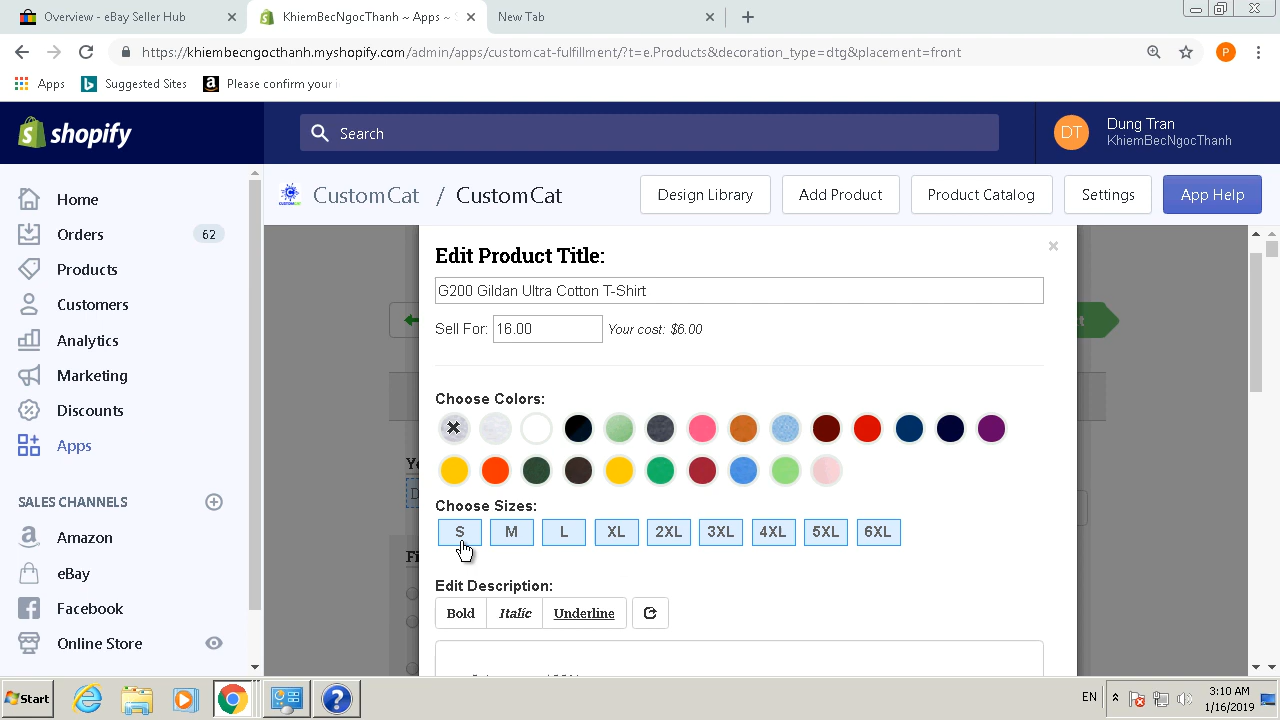 Overview - eBay Seller Hub
KhiemBecNgocThanh ~ Apps ~
New Tab
https://khiembecngocthanh.myshopify.com/admin/apps/customcat-fulfillment/?t=e.Products&decoration_type=dtg&placement=front
P
Apps
Suggested Sites
Please confirm your
shopify
Search
DT
Dung Tran
KhiemBecNgocThanh
Home
Orders
62
Products
Customers
Analytics
Marketing
Discounts
Apps
SALES CHANNELS
Amazon
eBay
Facebook
Online Store
CustomCat / CustomCat
Design Library
Add Product
Product Catalog
Settings
App Help
Edit Product Title:
G200 Gildan Ultra Cotton T-Shirt
Sell For: 16.00 Your cost: $6.00
Choose Colors:
Choose Sizes:
S M L XL 2XL 3XL 4XL 5XL 6XL
Edit Description:
Bold Italic Underline
Start
EN
3:10 AM
1/16/2019